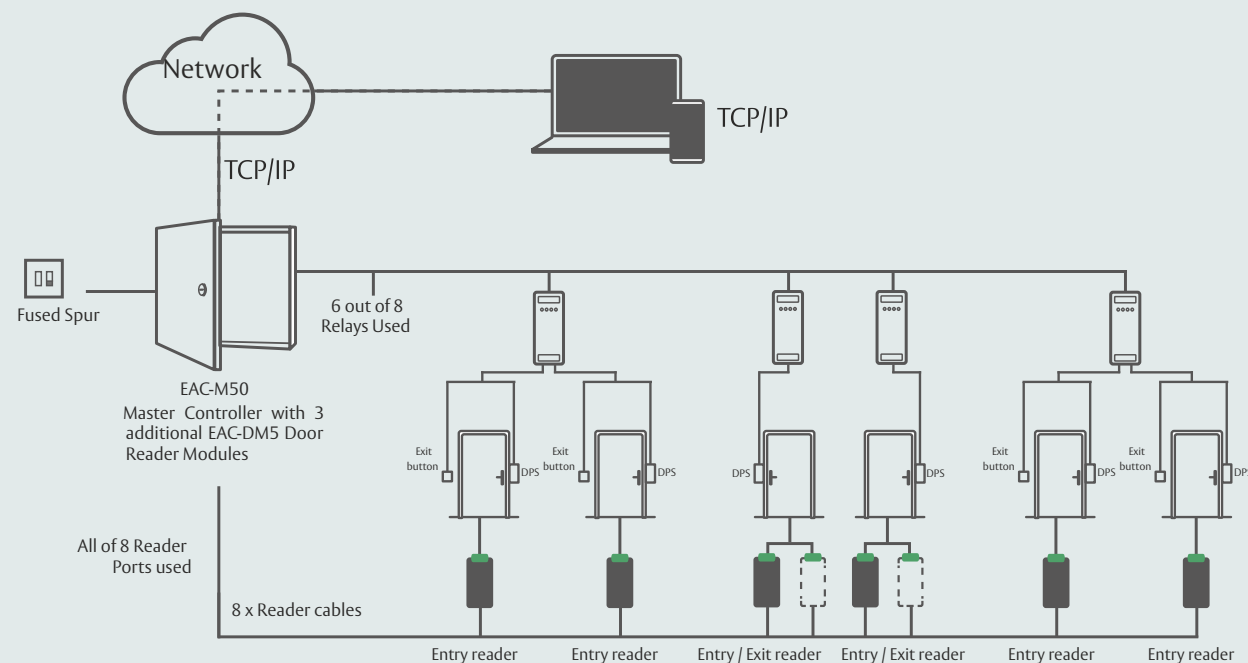 Network
TCP/IP
TCP/IP
Fused Spur
6 out of 8
Relays Used
EAC-M50
Master Controller with 3
additional EAC-DM5 Door
Reader Modules
Exit
button
DPS
Exit
button
DPS
DPS
DPS
Exit
button
DPS
Exit
button
DPS
All of 8 Reader
Ports used
8 x Reader cables
Entry reader
Entry reader
Entry / Exit reader
Entry / Exit reader
Entry reader
Entry reader